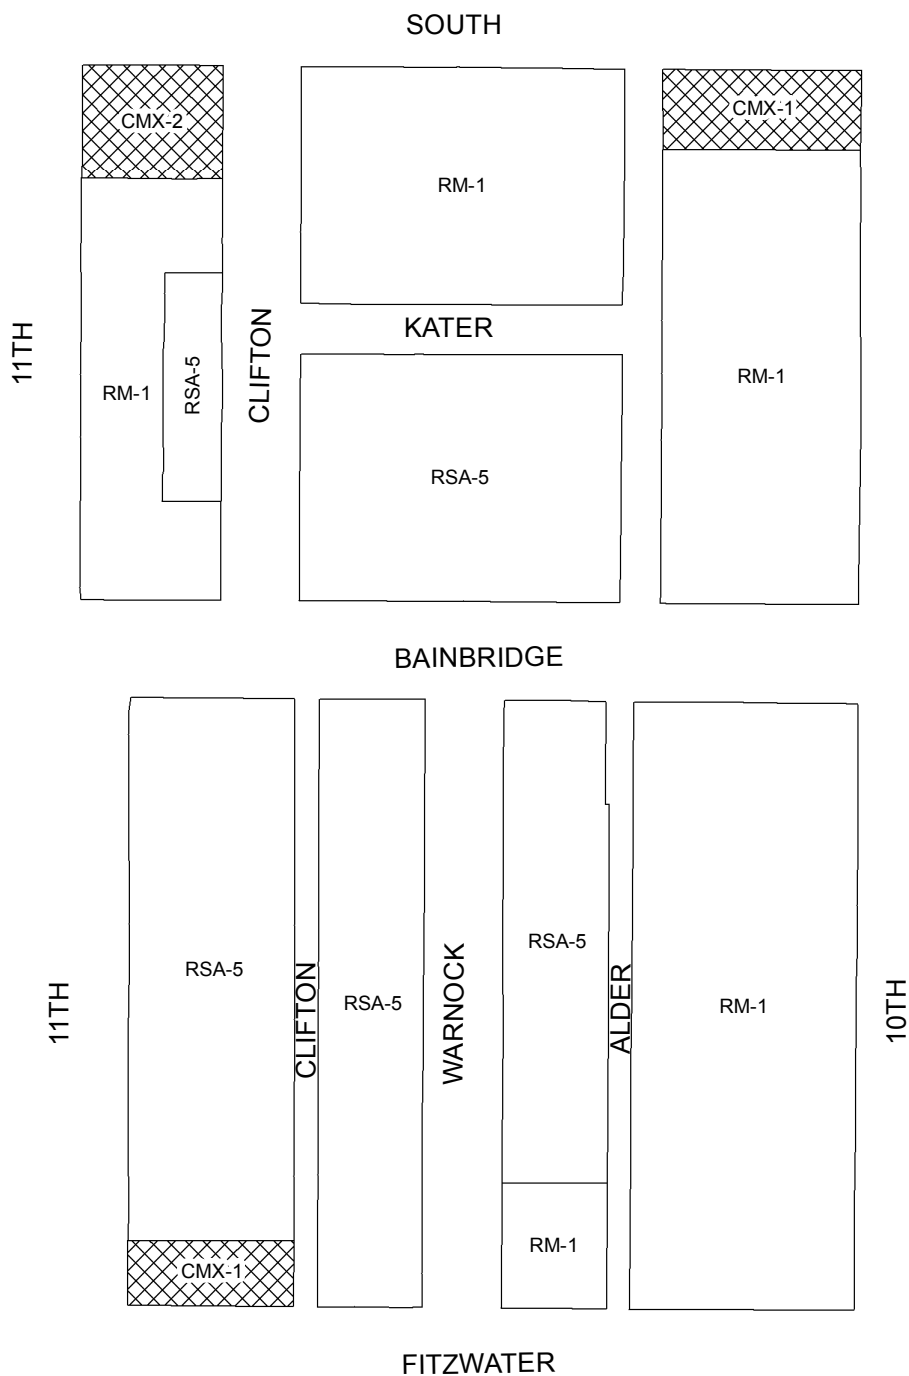 SOUTH
CMX-2
CMX-1
RM-1
11TH
RM-1
RSA-5
CLIFTON
KATER
RM-1
RSA-5
BAINBRIDGE
11TH
RSA-5
CLIFTON
RSA-5
WARNOCK
RSA-5
ALDER
RM-1
10TH
RM-1
CMX-1
FITZWATER